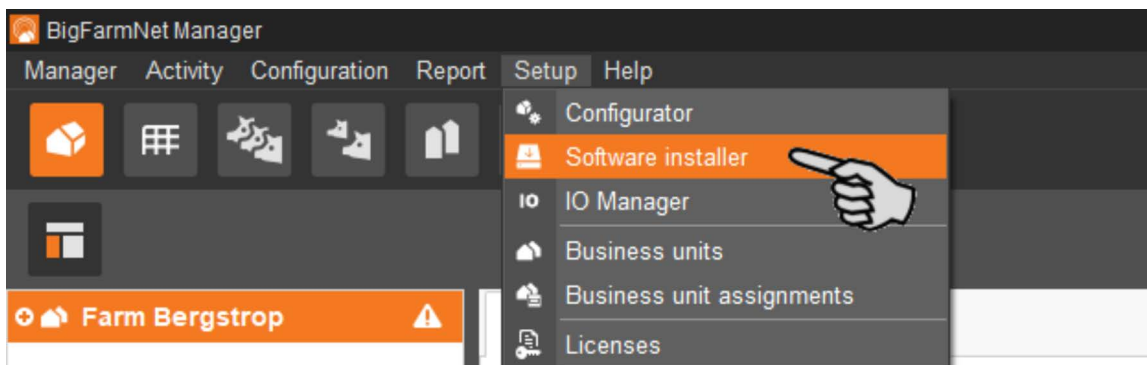 BigFarmNet Manager
Manager Activity Configuration Report Setup Help
Configurator
Software installer
IO IO Manager
Business units
Business unit assignments
Farm Bergstrop
Licenses